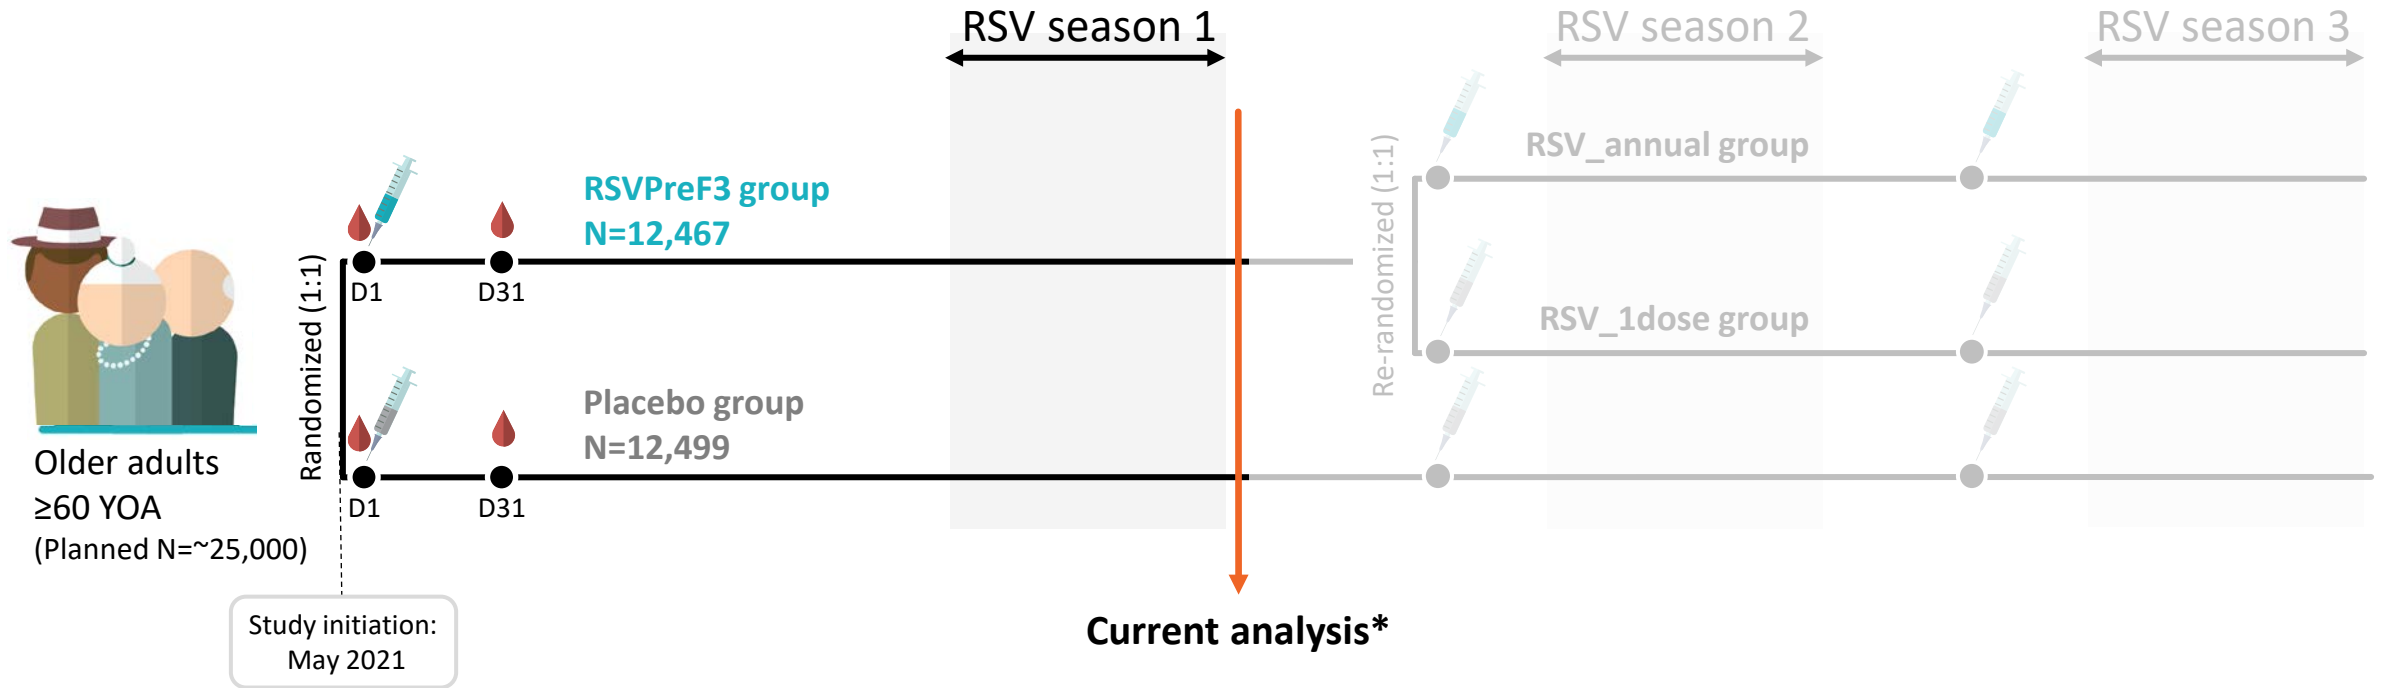 RSV season 1
RSV season 2
RSV season 3
RSVPreF3 group
N=12,467
RSV_annual group
Randomized (1:1)
D1
D31
Re-randomized (1:1)
RSV_1dose group
Placebo group
N=12,499
D1
D31
Older adults
≥60 YOA
(Planned N=~25,000)
Study initiation:
May 2021
Current analysis*